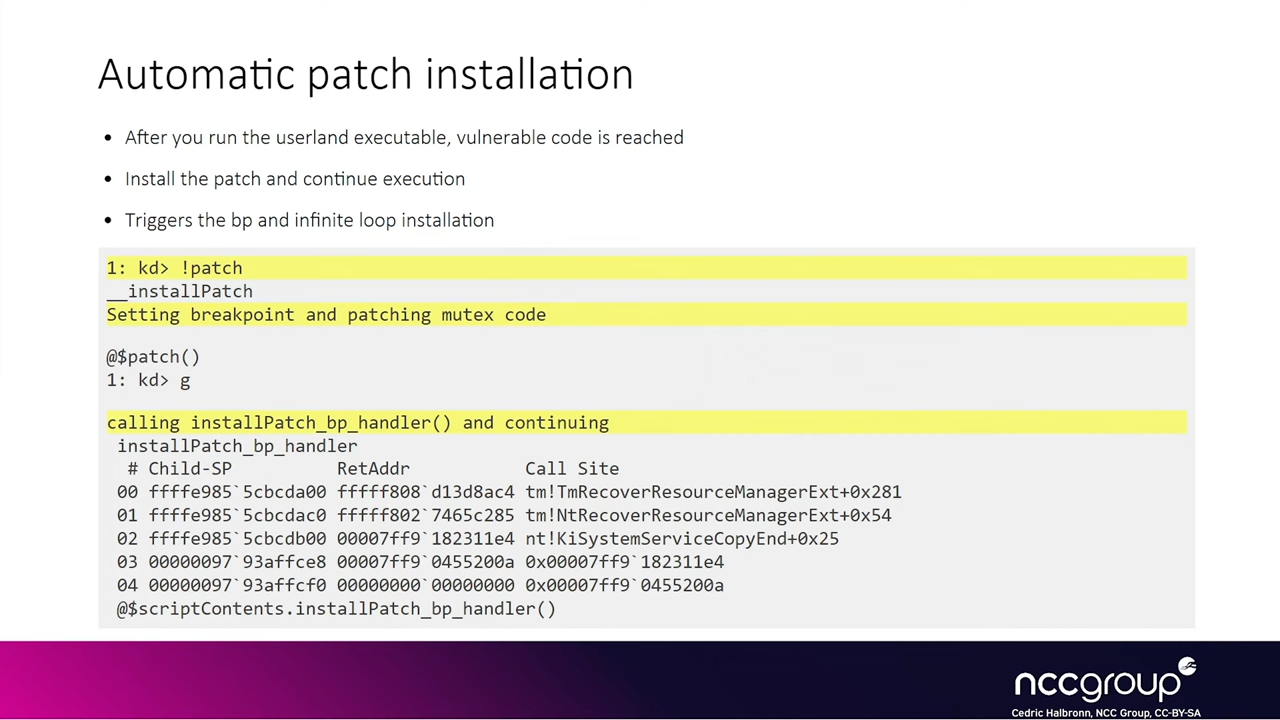 Automatic patch installation
• After you run the userland executable, vulnerable code is reached
• Install the patch and continue execution
• Triggers the bp and infinite loop installation
1: kd> !patch
__installPatch
Setting breakpoint and patching mutex code
@$patch()
1: kd> g
calling installPatch_bp_handler() and continuing
installPatch_bp_handler
# Child-SP RetAddr Call Site
00 ffffe985`5cbcda00 fffff808`d13d8ac4 tm!TmRecoverResourceManagerExt+0x281
01 ffffe985`5cbcdac0 fffff802`7465c285 tm!NtRecoverResourceManagerExt+0x54
02 ffffe985`5cbcdb00 00007ff9`182311e4 nt!KiSystemServiceCopyEnd+0x25
03 00000097`93affce8 00007ff9`0455200a 0x00007ff9`182311e4
04 00000097`93affcf0 00000000`00000000 0x00007ff9`0455200a
@$scriptContents.installPatch_bp_handler()
nccgroup
Cedric Halbronn, NCC Group, CC-BY-SA